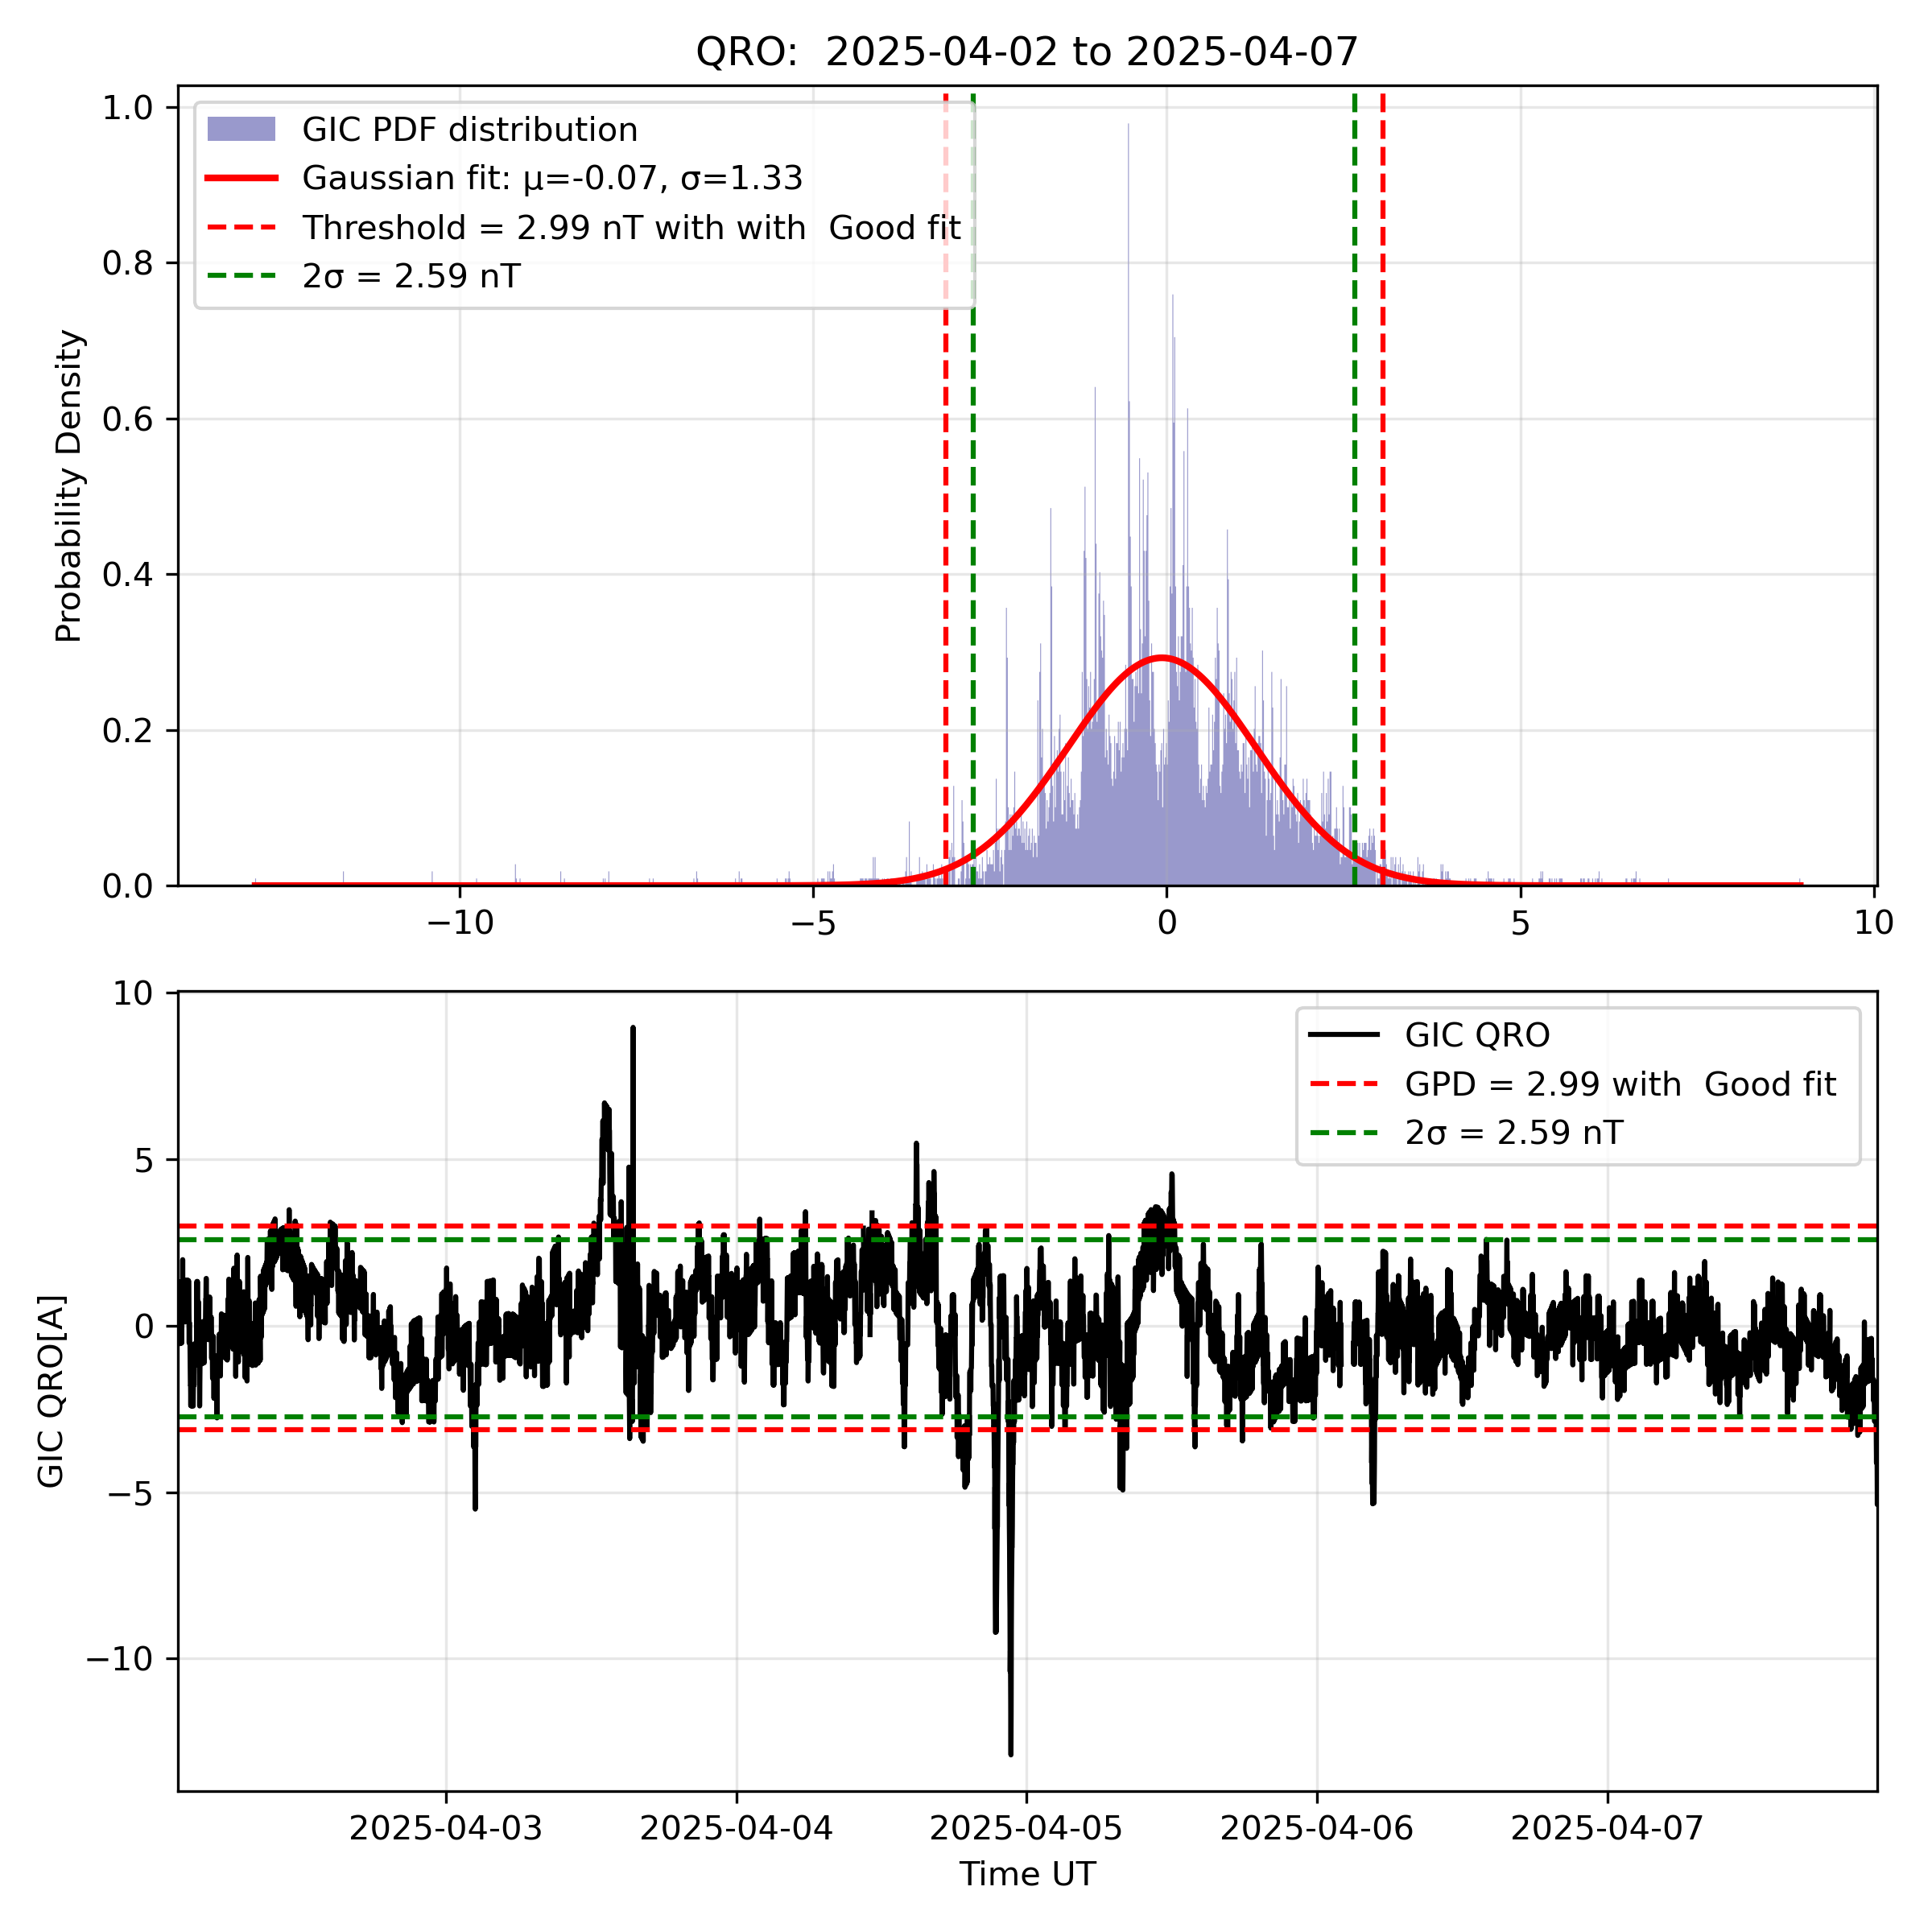 QRO:  2025-04-02 to 2025-04-07
1.0
0.8
0.6
0.4
0.2
0.0
Probability Density
GIC PDF distribution
Gaussian fit: μ=-0.07, σ=1.33
Threshold = 2.99 nT with with  Good fit
2σ = 2.59 nT
−10
−5
0
5
10
10
5
0
−5
−10
GIC QRO[A]
GIC QRO
GPD = 2.99 with  Good fit
2σ = 2.59 nT
2025-04-03
2025-04-04
2025-04-05
2025-04-06
2025-04-07
Time UT